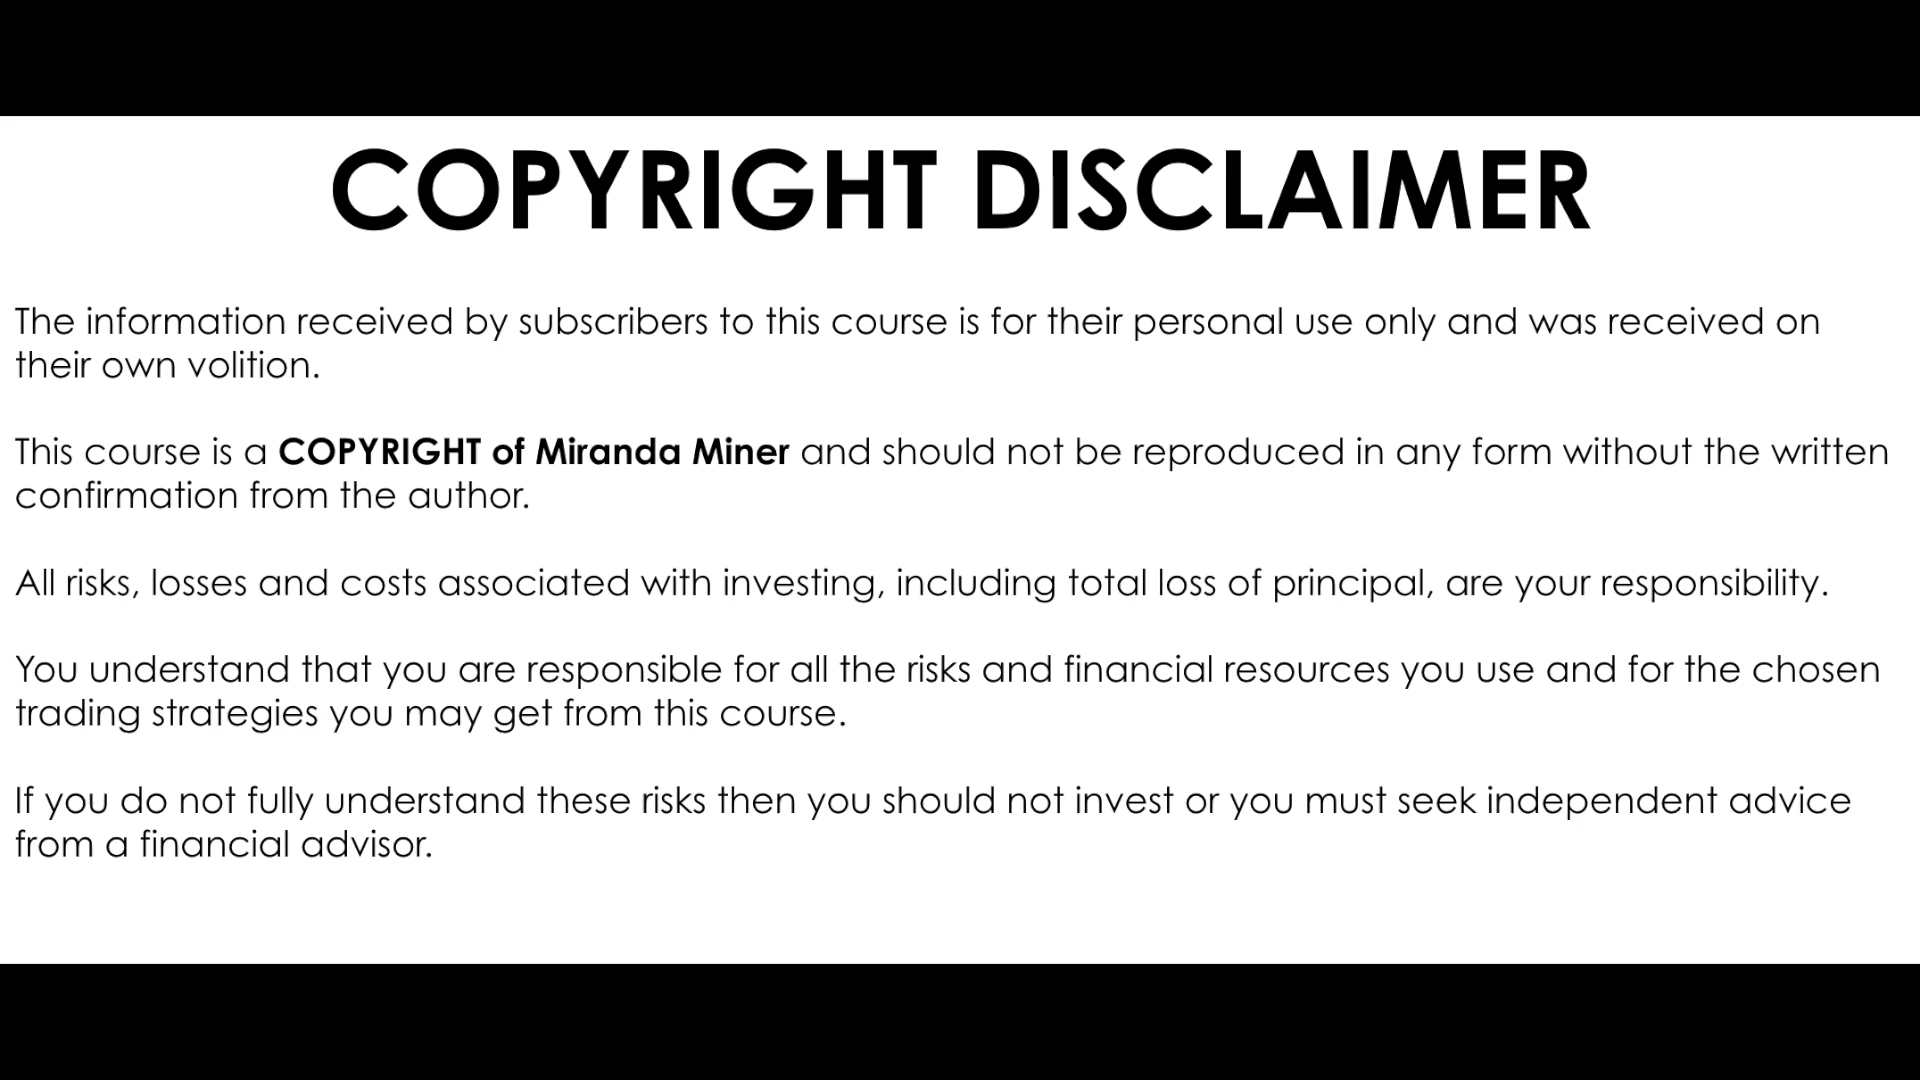 COPYRIGHT DISCLAIMER
The information received by subscribers to this course is for their personal use only and was received on
their own volition.
This course is a COPYRIGHT of Miranda Miner and should not be reproduced in any form without the written
confirmation from the author.
All risks, losses and costs associated with investing, including total loss of principal, are your responsibility.
You understand that you are responsible for all the risks and financial resources you use and for the chosen
trading strategies you may get from this course.
If you do not fully understand these risks then you should not invest or you must seek independent advice
from a financial advisor.